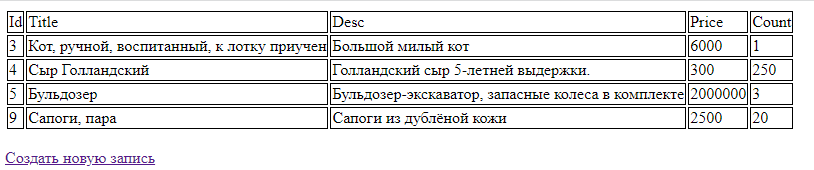 Id Title Desc Price Count
3 Кот, ручной, воспитанный, к лотку приучен Большой милый кот 6000 1
4 Сыр Голландский Голландский сыр 5-летней выдержки. 300 250
5 Бульдозер Бульдозер-экскаватор, запасные колеса в комплекте 2000000 3
9 Сапоги, пара Сапоги из дублёной кожи 2500 20
Создать новую запись